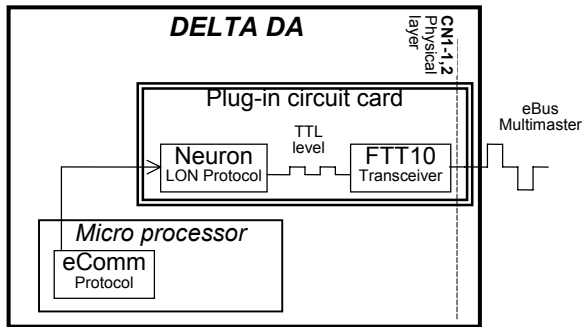 DELTA DA
CN1-1,2
Physical
layer
Plug-in circuit card
eBus
Multimaster
TTL
level
Neuron
LON Protocol
FTT10
Transceiver
Micro processor
eComm
Protocol